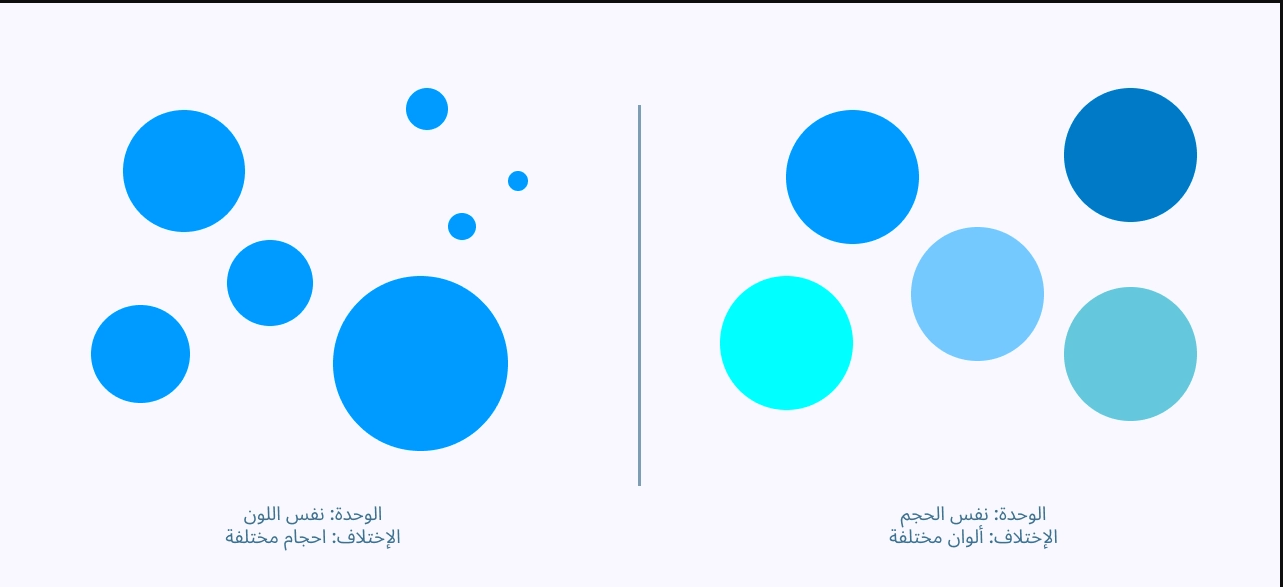 الوحدة: نفس الحجم
الإختلاف: ألوان مختلفة
الوحدة: نفس اللون
الإختلاف: احجام مختلفة